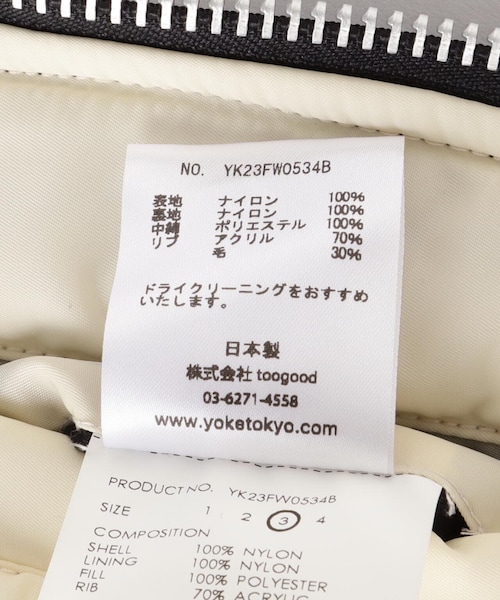 NO. YK23FW0534B
表地 ナイロン 100%
裏地 ナイロン 100%
中綿 ポリエステル 100%
リブ アクリル 70%
毛 30%
ドライクリーニングをおすすめ
いたします。
日本製
株式会社 toogood
03-6271-4558
www.yoketokyo.com
PRODUCT NO. YK23FW0534B
SIZE 1 2 3 4
COMPOSITION
SHELL 100% NYLON
LINING 100% NYLON
FILL 100% POLYESTER
RIB 70% ACRYLIC